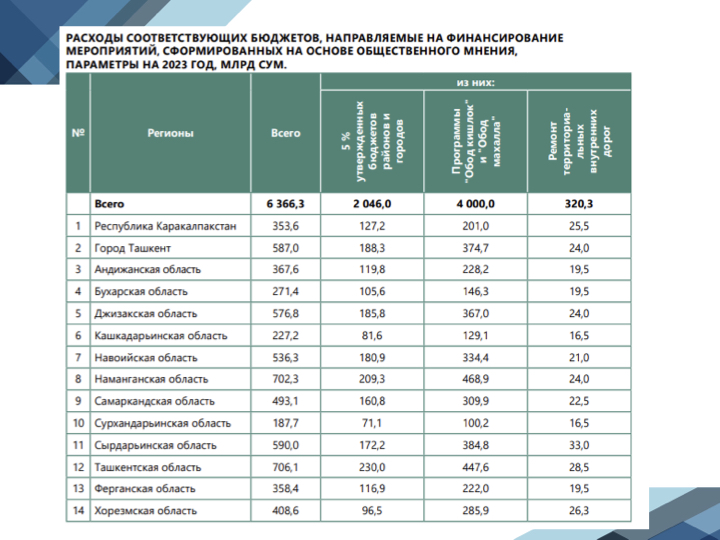 РАСХОДЫ СООТВЕТСТВУЮЩИХ БЮДЖЕТОВ, НАПРАВЛЯЕМЫЕ НА ФИНАНСИРОВАНИЕ
МЕРОПРИЯТИЙ, СФОРМИРОВАННЫХ НА ОСНОВЕ ОБЩЕСТВЕННОГО МНЕНИЯ,
ПАРАМЕТРЫ НА 2023 ГОД, МЛРД СУМ.
из них:
№ Регионы Всего
5 %
утвержденных
бюджетов
районов и
городов
Программы
"Обод кишлок"
и "Обод
махалла"
Ремонт
территориа-
льных
внутренних
дорог
Всего 6 366,3 2 046,0 4 000,0 320,3
1 Республика Каракалпакстан 353,6 127,2 201,0 25,5
2 Город Ташкент 587,0 188,3 374,7 24,0
3 Андижанская область 367,6 119,8 228,2 19,5
4 Бухарская область 271,4 105,6 146,3 19,5
5 Джизакская область 576,8 185,8 367,0 24,0
6 Кашкадарьинская область 227,2 81,6 129,1 16,5
7 Навоийская область 536,3 180,9 334,4 21,0
8 Наманганская область 702,3 209,3 468,9 24,0
9 Самаркандская область 493,1 160,8 309,9 22,5
10 Сурхандарьинская область 187,7 71,1 100,2 16,5
11 Сырдарьинская область 590,0 172,2 384,8 33,0
12 Ташкентская область 706,1 230,0 447,6 28,5
13 Ферганская область 358,4 116,9 222,0 19,5
14 Хорезмская область 408,6 96,5 285,9 26,3